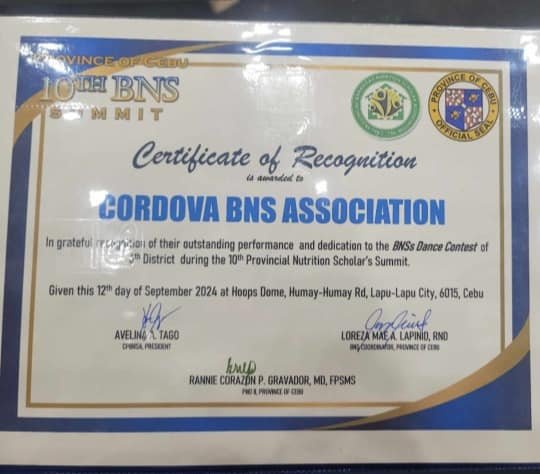 PROVINCE OF CEBU
10TH BNS
SUMMIT
PROVINCE OF CEBU
OFFICIAL SEAL
Certificate of Recognition
is awarded to
CORDOVA BNS ASSOCIATION
In grateful recognition of their outstanding performance and dedication to the BNSs Dance Contest of
6th District during the 10th Provincial Nutrition Scholar's Summit.
Given this 12th day of September 2024 at Hoops Dome, Humay-Humay Rd, Lapu-Lapu City, 6015, Cebu
AVELINA TAGO
PRESIDENT
LOREZA MAE A. LAPINID, RND
BNS COORDINATOR, PROVINCE OF CEBU
RANNIE CORAZON P. GRAVADOR, MD, FPSMS
PHO II, PROVINCE OF CEBU